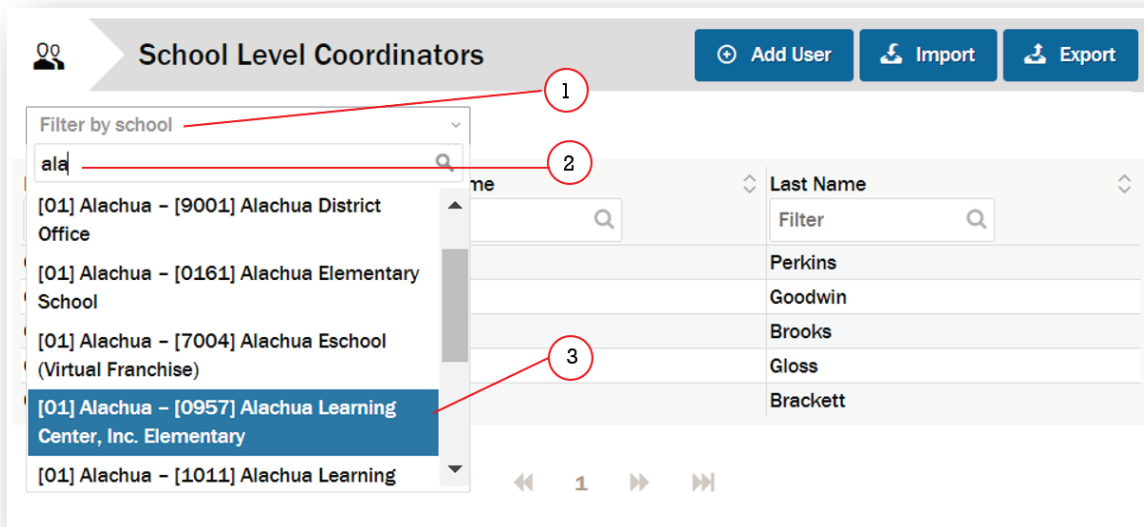 School Level Coordinators
Add User
Import
Export
1
Filter by school
ala
2
me
Last Name
Filter
[01] Alachua – [9001] Alachua District
Office
[01] Alachua – [0161] Alachua Elementary
School
[01] Alachua – [7004] Alachua Eschool
(Virtual Franchise)
3
[01] Alachua – [0957] Alachua Learning
Center, Inc. Elementary
[01] Alachua – [1011] Alachua Learning
Perkins
Goodwin
Brooks
Gloss
Brackett
1